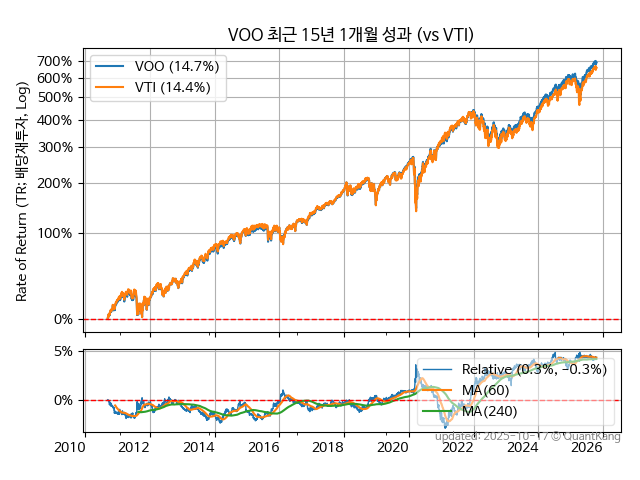 VOO 최근 15년 1개월 성과 (vs VTI)
Rate of Return (TR; 배당재투자, Log)
700%
600%
500%
400%
300%
200%
100%
0%
VOO (14.7%)
VTI (14.4%)
5%
0%
Relative (0.3%, −0.3%)
MA(60)
MA(240)
2010 2012 2014 2016 2018 2020 2022 2024 2026
updated: 2025-10-17 © QuantKang